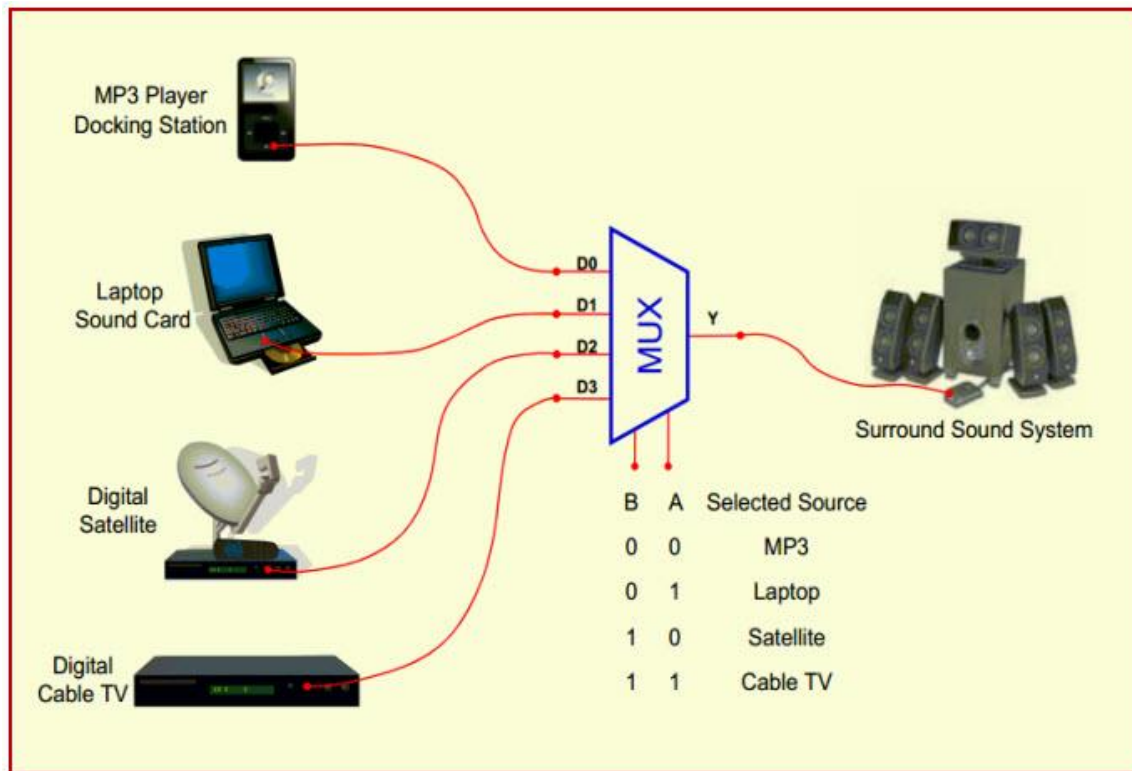 MP3 Player
Docking Station
Laptop
Sound Card
Digital
Satellite
Digital
Cable TV
D0
D1
D2
D3
MUX
Y
Surround Sound System
B A Selected Source
0 0 MP3
0 1 Laptop
1 0 Satellite
1 1 Cable TV